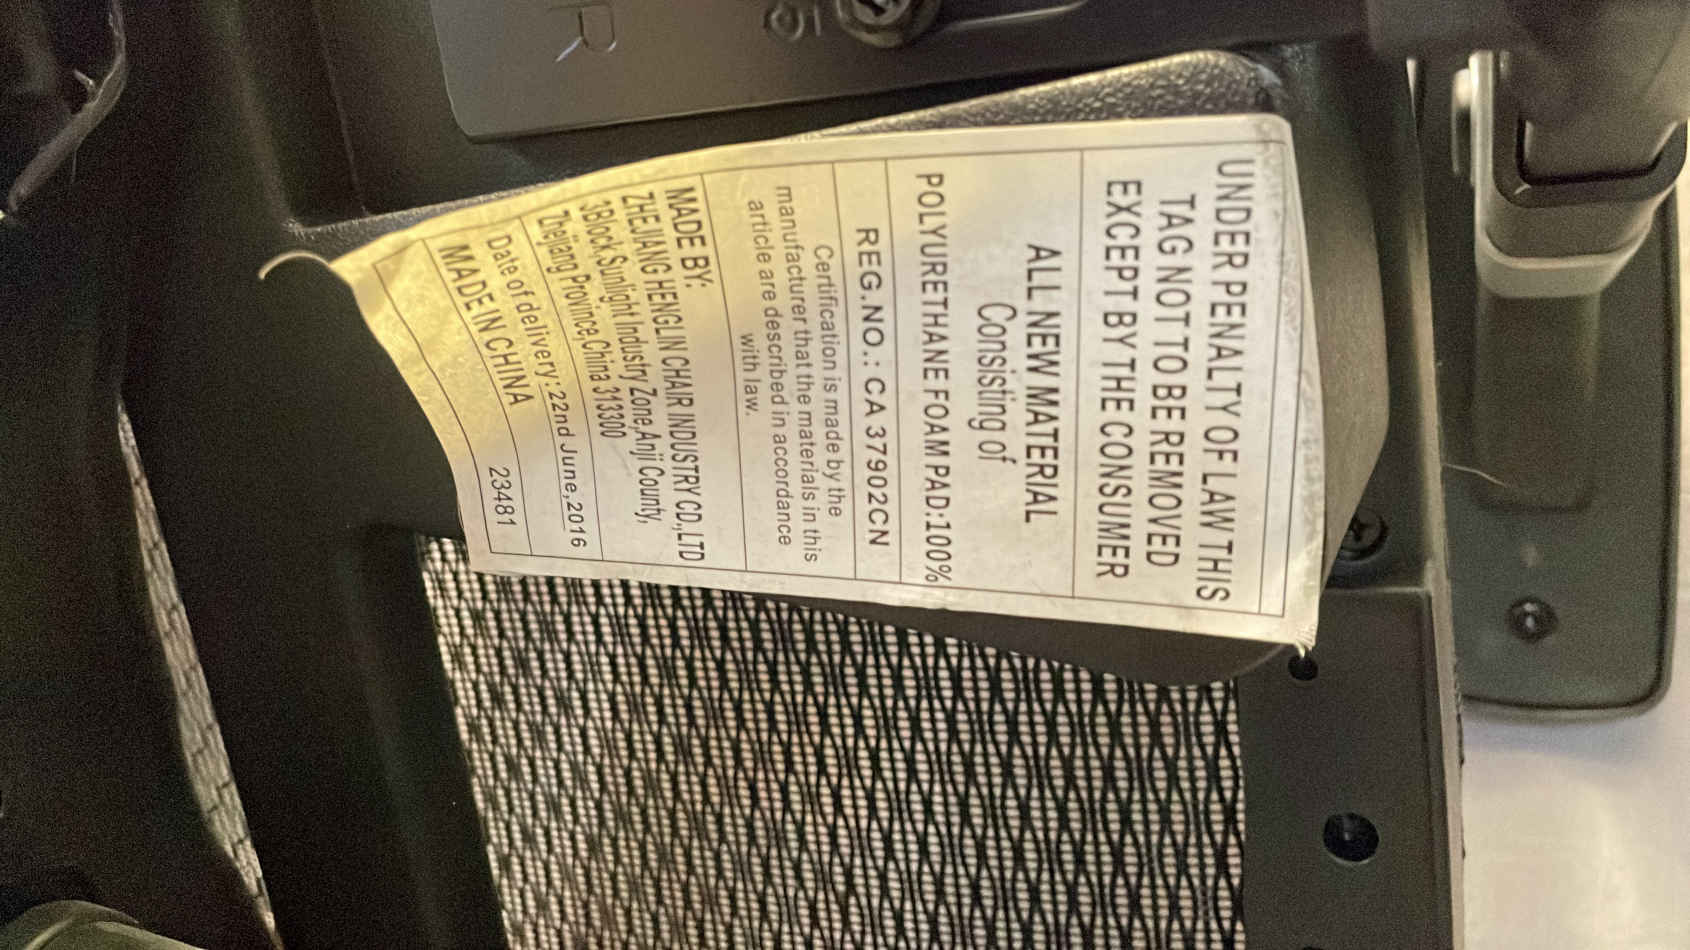 R
UNDER PENALTY OF LAW THIS
TAG NOT TO BE REMOVED
EXCEPT BY THE CONSUMER
ALL NEW MATERIAL
Consisting of
POLYURETHANE FOAM PAD:100%
REG.NO.: CA 37902CN
Certification is made by the
manufacturer that the materials in this
article are described in accordance
with law.
MADE BY:
ZHEJIANG HENGLIN CHAIR INDUSTRY CD.,LTD
3Block,Sunlight Industry Zone,Anji County,
Zhejiang Province,China 313300
Date of delivery: 22nd June,2016
MADE IN CHINA 23481